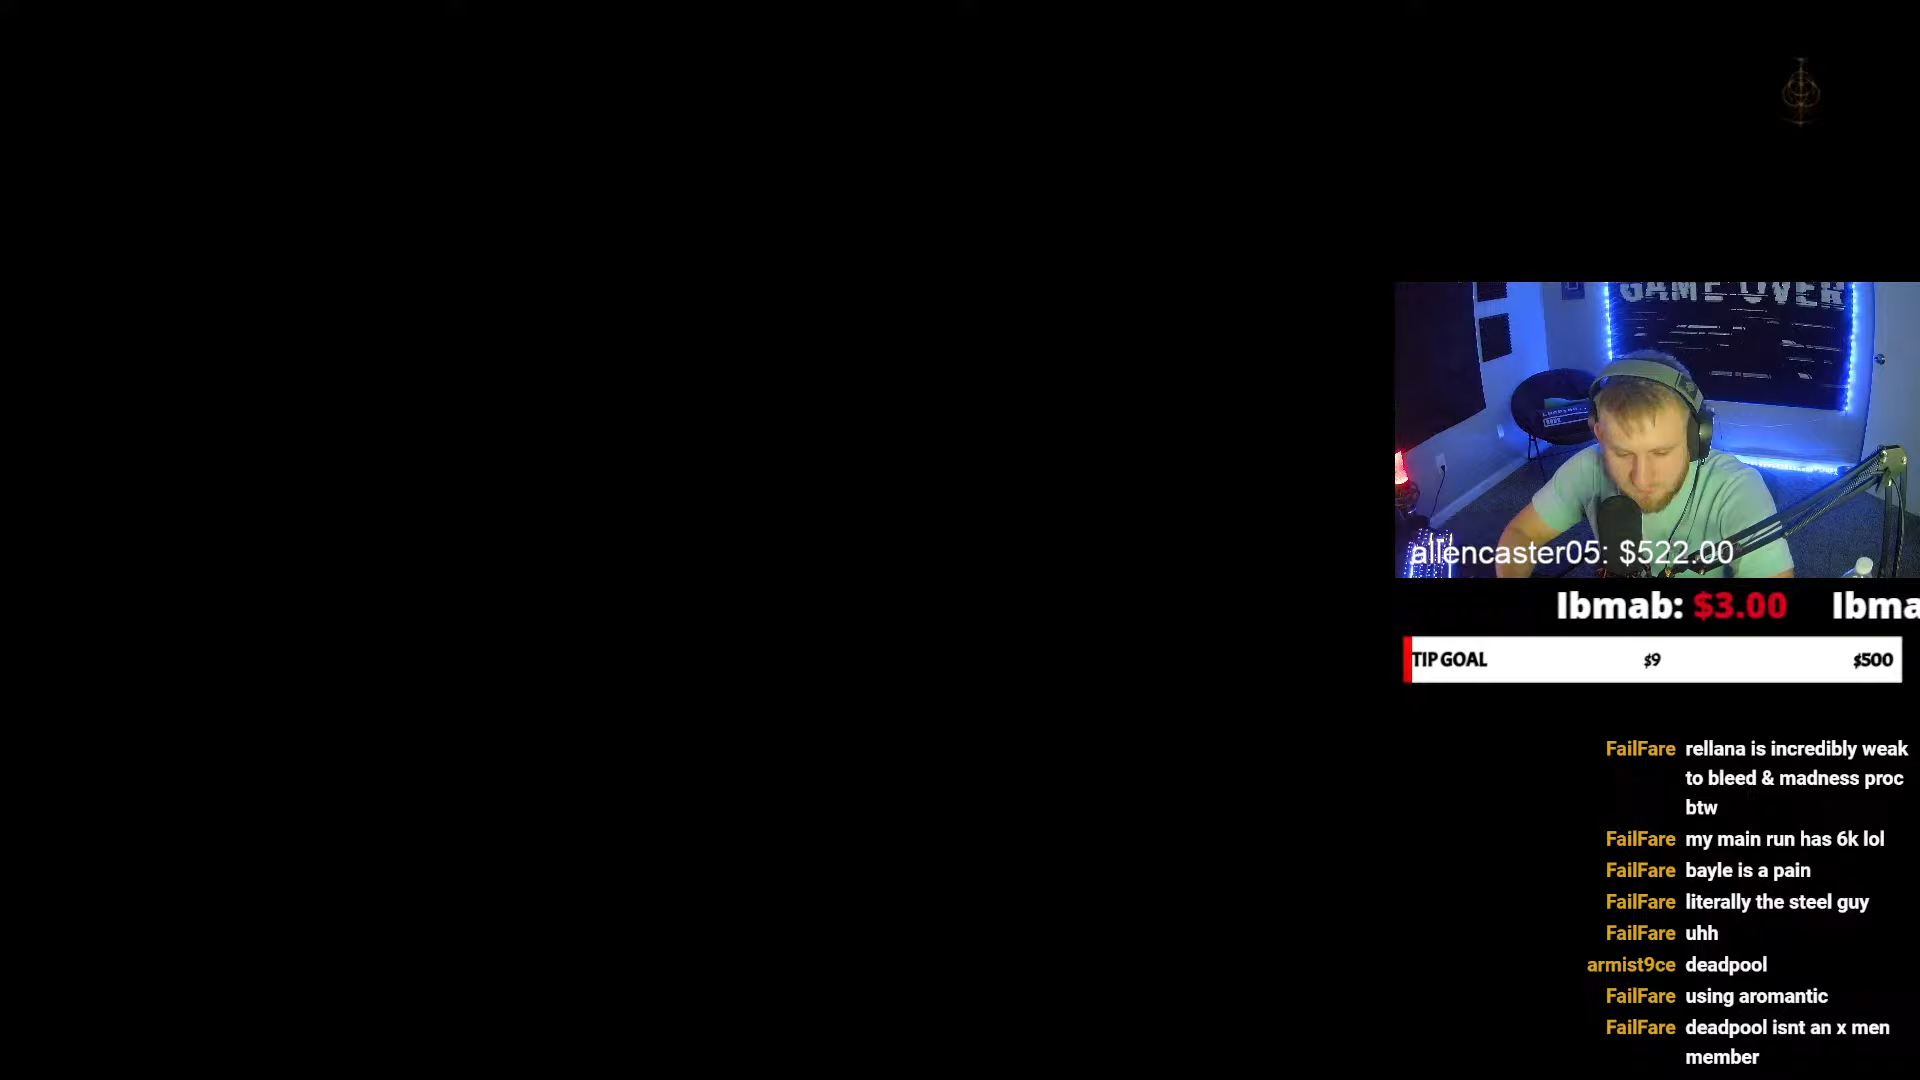 GAME OVER
allencaster05: $522.00
Ibmab: $3.00 Ibma
TIP GOAL $9 $500
FailFare rellana is incredibly weak
to bleed & madness proc
btw
FailFare my main run has 6k lol
FailFare bayle is a pain
FailFare literally the steel guy
FailFare uhh
armist9ce deadpool
FailFare using aromantic
FailFare deadpool isnt an x men
member